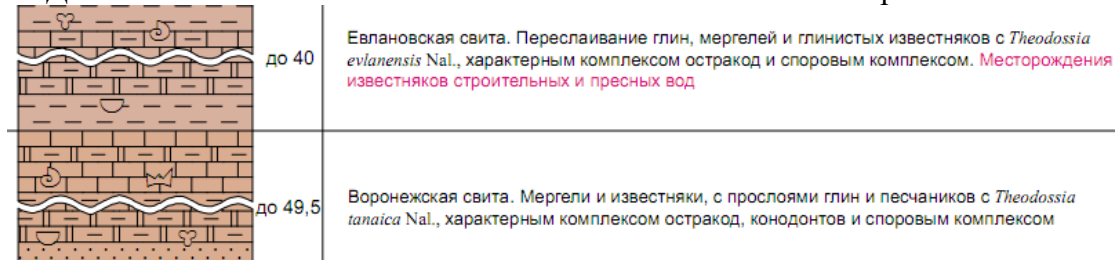 до 40
Евлановская свита. Переслаивание глин, мергелей и глинистых известняков с Theodossia
evlanensis Nal., характерным комплексом остракод и споровым комплексом. Месторождения
известняков строительных и пресных вод
до 49,5
Воронежская свита. Мергели и известняки, с прослоями глин и песчаников с Theodossia
tanaica Nal., характерным комплексом остракод, конодонтов и споровым комплексом